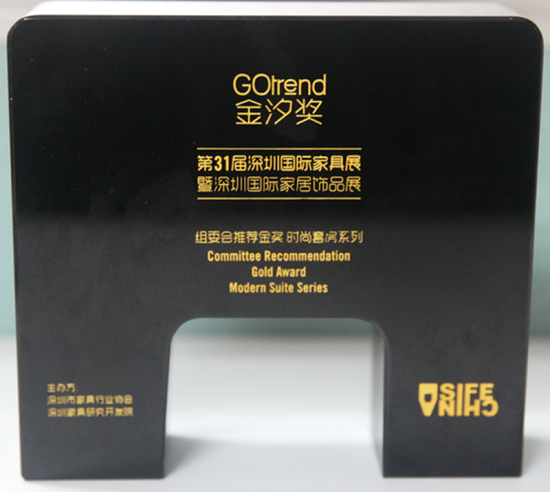 GOtrend
金汐奖
第31届深圳国际家具展
暨深圳国际家居饰品展
组委会推荐金奖 时尚套房系列
Committee Recommendation
Gold Award
Modern Suite Series
主办方:
深圳市家具行业协会
深圳家具研究开发院
SIFE
CHINA